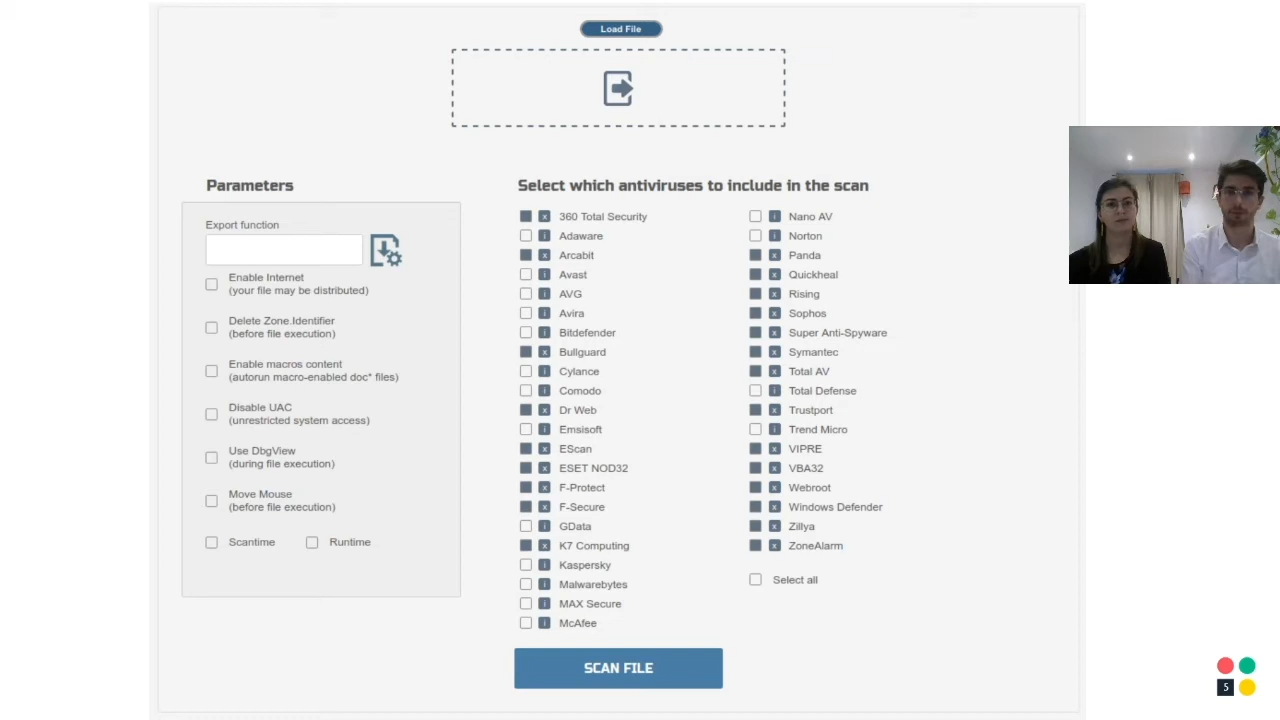 Load File
Parameters
Export function
Enable Internet
(your file may be distributed)
Delete Zone.Identifier
(before file execution)
Enable macros content
(autorun macro-enabled doc* files)
Disable UAC
(unrestricted system access)
Use DbgView
(during file execution)
Move Mouse
(before file execution)
Scantime Runtime
Select which antiviruses to include in the scan
x 360 Total Security
i Adaware
x Arcabit
i Avast
i AVG
i Avira
i Bitdefender
x Bullguard
i Cylance
i Comodo
x Dr Web
i Emsisoft
x EScan
x ESET NOD32
x F-Protect
x F-Secure
i GData
x K7 Computing
i Kaspersky
i Malwarebytes
i MAX Secure
i McAfee
i Nano AV
i Norton
x Panda
x Quickheal
x Rising
x Sophos
x Super Anti-Spyware
x Symantec
x Total AV
i Total Defense
x Trustport
i Trend Micro
x VIPRE
x VBA32
x Webroot
x Windows Defender
x Zillya
x ZoneAlarm
Select all
SCAN FILE
5